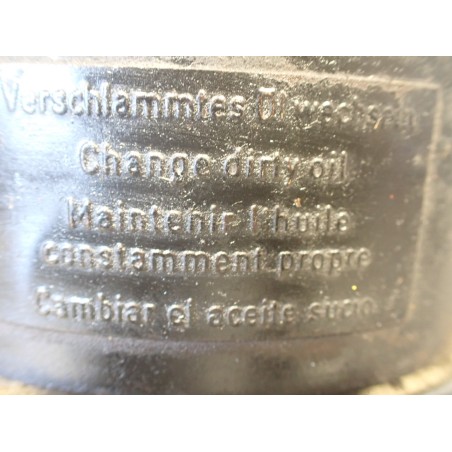 Verschlammtes Öl wechseln
Change dirty oil
Maintenir l'huile
constamment propre
Cambiar el aceite sucio